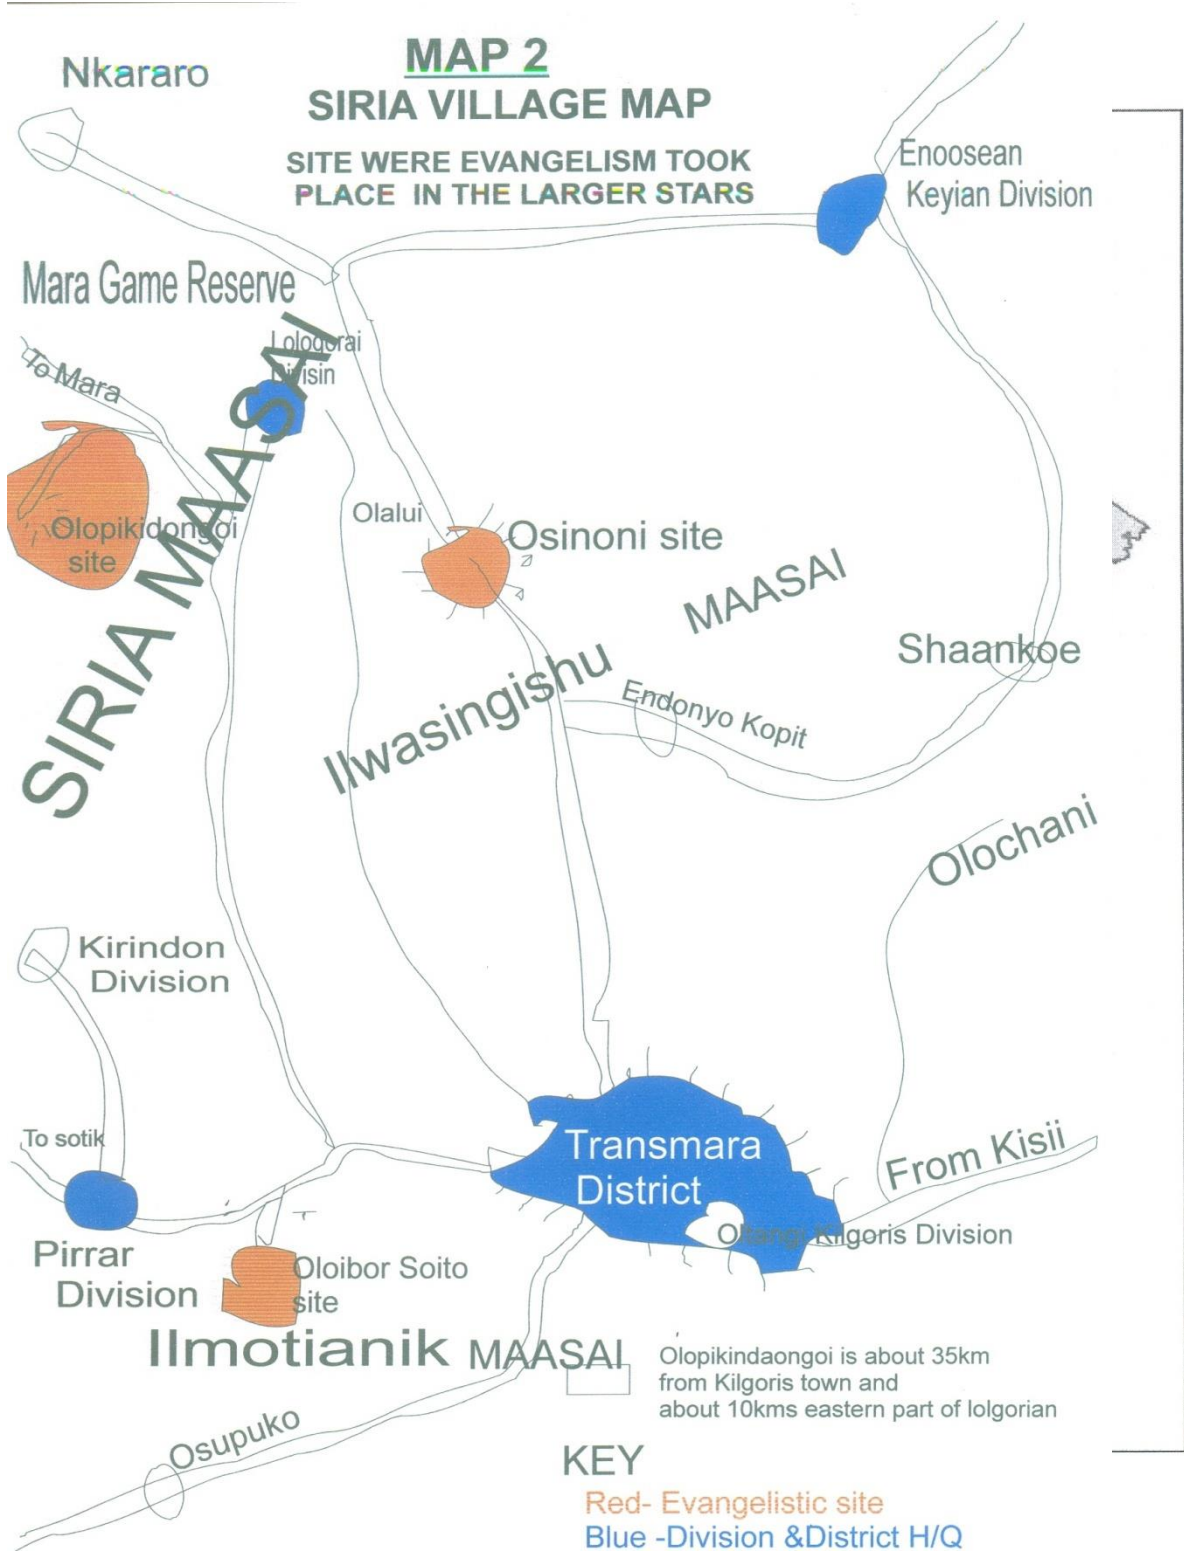 MAP 2
SIRIA VILLAGE MAP
SITE WERE EVANGELISM TOOK
PLACE IN THE LARGER STARS
Nkararo
Enoosean
Keyian Division
Mara Game Reserve
Lologorai
Divisin
To Mara
SIRIA MAASAI
Olopikidongoi
site
Olalui
Osinoni site
MAASAI
Ilwasingishu
Shaankoe
Endonyo Kopit
Olochani
Kirindon
Division
To sotik
Transmara
District
From Kisii
Kilgoris Division
Pirrar
Division
Oloibor Soito
site
Ilmotianik MAASAI
Olopikindaongoi is about 35km
from Kilgoris town and
about 10kms eastern part of lolgorian
Osupuko
KEY
Red- Evangelistic site
Blue -Division &District H/Q